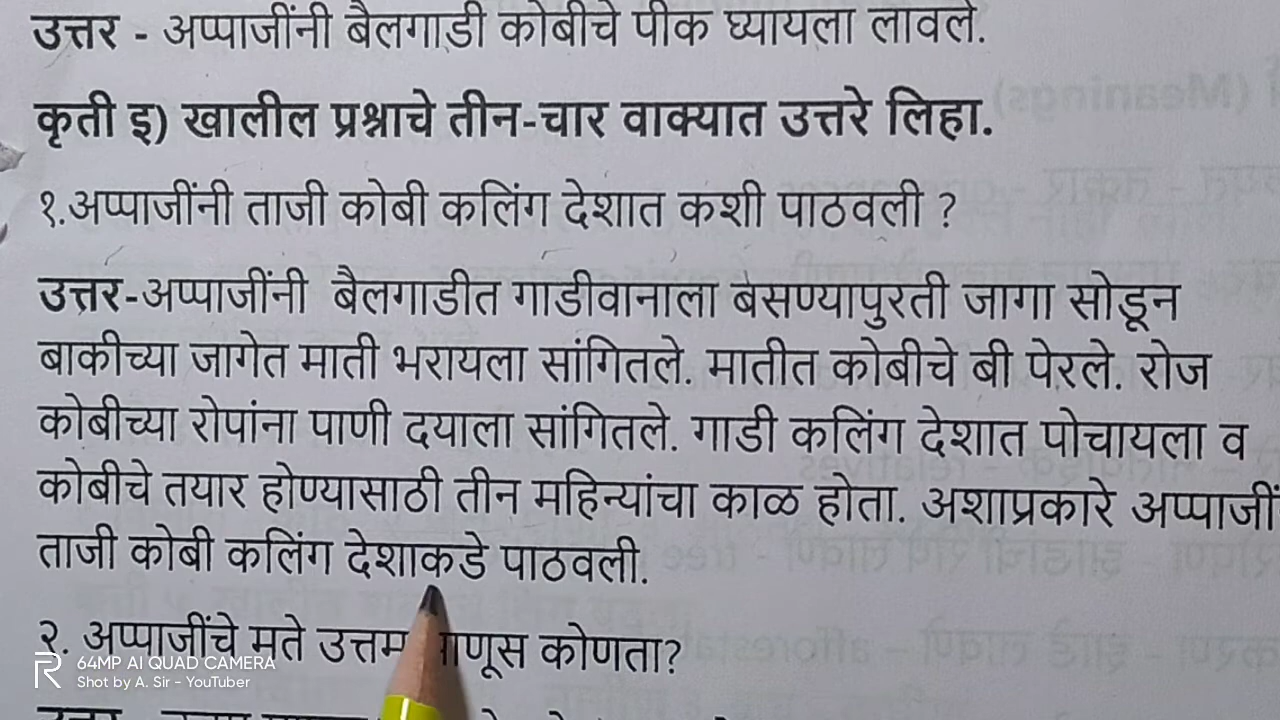 उत्तर - अप्पाजींनी बैलगाडी कोबीचे पीक घ्यायला लावले.
कृती इ) खालील प्रश्नाचे तीन-चार वाक्यात उत्तरे लिहा.
१.अप्पाजींनी ताजी कोबी कलिंग देशात कशी पाठवली ?
उत्तर-अप्पाजींनी बैलगाडीत गाडीवानाला बसण्यापुरती जागा सोडून
बाकीच्या जागेत माती भरायला सांगितले. मातीत कोबीचे बी पेरले. रोज
कोबीच्या रोपांना पाणी दयाला सांगितले. गाडी कलिंग देशात पोचायला व
कोबीचे तयार होण्यासाठी तीन महिन्यांचा काळ होता. अशाप्रकारे अप्पाजीं
ताजी कोबी कलिंग देशाकडे पाठवली.
२. अप्पाजींचे मते उत्तम कोणता?
64MP AI QUAD CAMERA
Shot by A. Sir - YouTuber